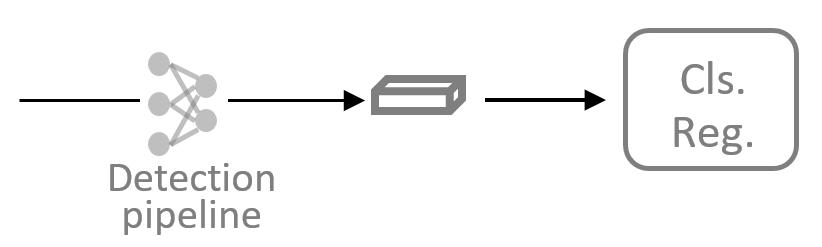 Detection
pipeline
Cls.
Reg.